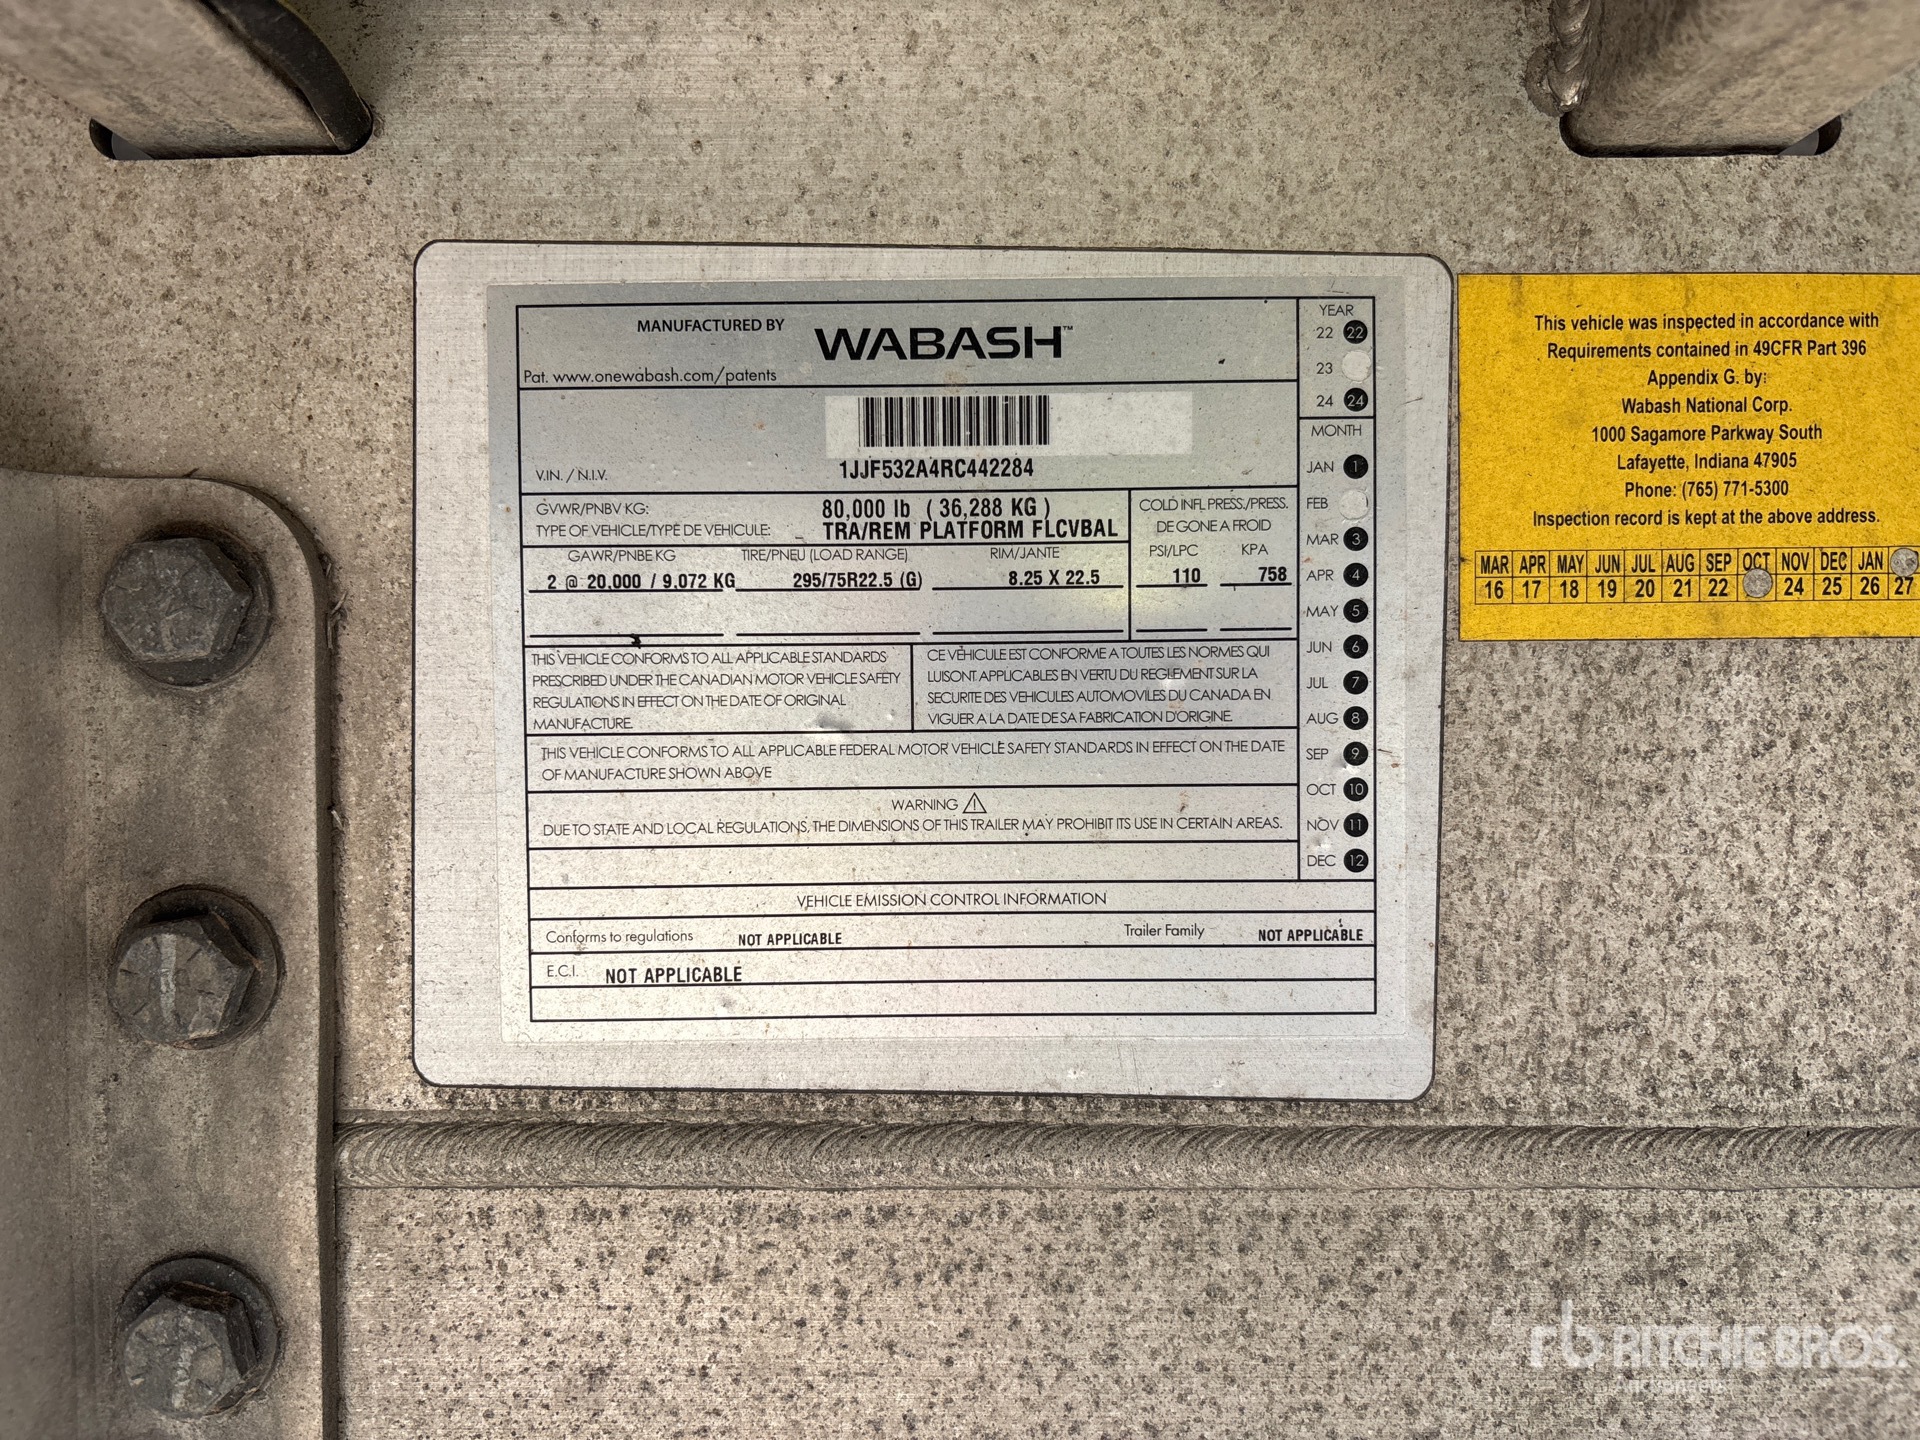 MANUFACTURED BY WABASH™
Pat. www.onewabash.com/patents
V.I.N. / N.I.V. 1JJF532A4RC442284
GVWR/PNBV KG: 80,000 lb ( 36,288 KG )
TYPE OF VEHICLE/TYPE DE VEHICULE: TRA/REM PLATFORM FLCVBAL
COLD INFL PRESS./PRESS.
DE GONE A FROID
GAWR/PNBE KG TIRE/PNEU (LOAD RANGE) RIM/JANTE PSI/LPC KPA
2 @ 20,000 / 9,072 KG 295/75R22.5 (G) 8.25 X 22.5 110 758
THIS VEHICLE CONFORMS TO ALL APPLICABLE STANDARDS
PRESCRIBED UNDER THE CANADIAN MOTOR VEHICLE SAFETY
REGULATIONS IN EFFECT ON THE DATE OF ORIGINAL
MANUFACTURE.
CE VEHICULE EST CONFORME A TOUTES LES NORMES QUI
LUI SONT APPLICABLES EN VERTU DU REGLEMENT SUR LA
SECURITE DES VEHICULES AUTOMOVILES DU CANADA EN
VIGUER A LA DATE DE SA FABRICATION D'ORIGINE.
THIS VEHICLE CONFORMS TO ALL APPLICABLE FEDERAL MOTOR VEHICLE SAFETY STANDARDS IN EFFECT ON THE DATE
OF MANUFACTURE SHOWN ABOVE
WARNING
DUE TO STATE AND LOCAL REGULATIONS, THE DIMENSIONS OF THIS TRAILER MAY PROHIBIT ITS USE IN CERTAIN AREAS.
VEHICLE EMISSION CONTROL INFORMATION
Conforms to regulations NOT APPLICABLE Trailer Family NOT APPLICABLE
E.C.I. NOT APPLICABLE
YEAR
22 22
23
24 24
MONTH
JAN 1
FEB
MAR 3
APR 4
MAY 5
JUN 6
JUL 7
AUG 8
SEP 9
OCT 10
NOV 11
DEC 12
This vehicle was inspected in accordance with
Requirements contained in 49CFR Part 396
Appendix G. by:
Wabash National Corp.
1000 Sagamore Parkway South
Lafayette, Indiana 47905
Phone: (765) 771-5300
Inspection record is kept at the above address.
MAR APR MAY JUN JUL AUG SEP OCT NOV DEC JAN
16 17 18 19 20 21 22 24 25 26 27
rb RITCHIE BROS.
Auctioneers